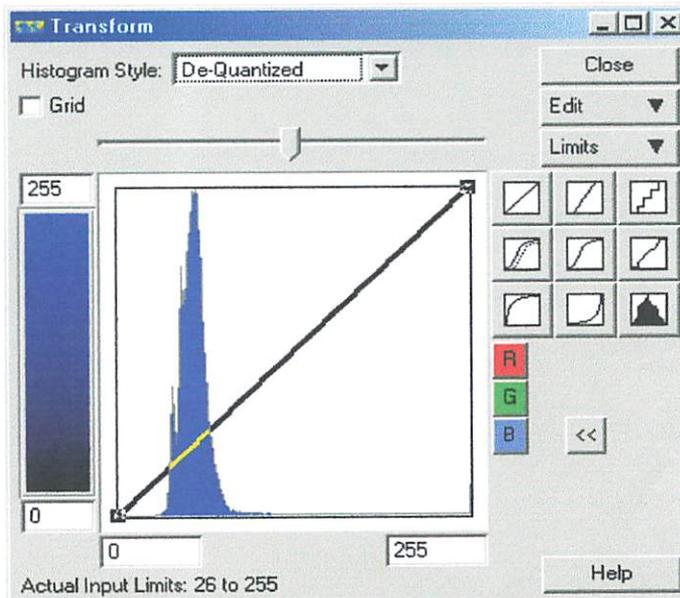 Transform
Histogram Style: De-Quantized
Close
Grid
Edit
Limits
255
R
G
B
<<
0
0
255
Actual Input Limits: 26 to 255
Help